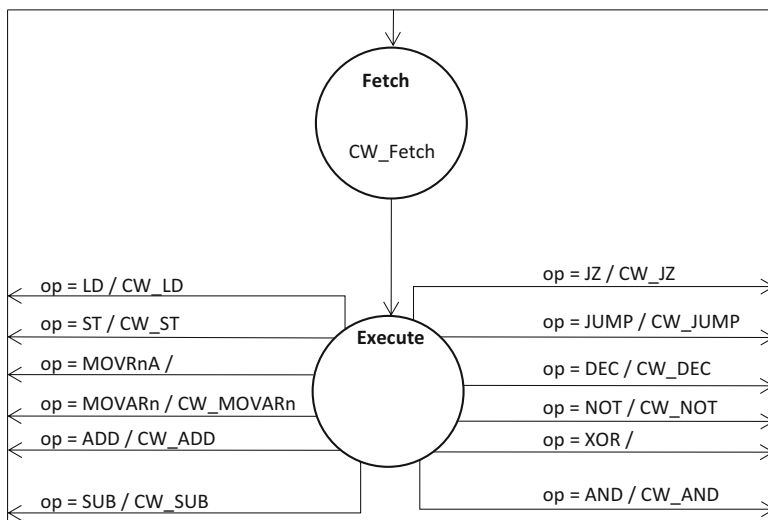 Fetch
CW_Fetch
op = LD / CW_LD
op = ST / CW_ST
op = MOVRnA /
op = MOVARn / CW_MOVARn
op = ADD / CW_ADD
op = SUB / CW_SUB
Execute
op = JZ / CW_JZ
op = JUMP / CW_JUMP
op = DEC / CW_DEC
op = NOT / CW_NOT
op = XOR /
op = AND / CW_AND